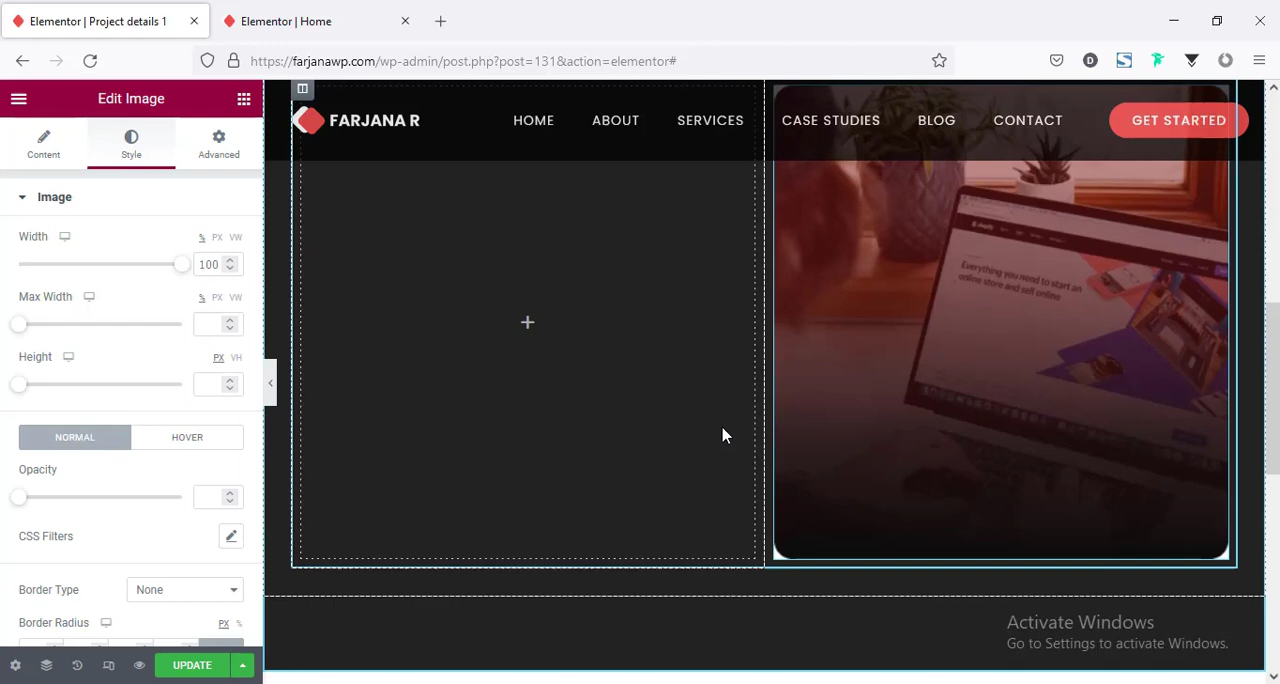 Elementor | Project details 1
Elementor | Home
https://farjanawp.com/wp-admin/post.php?post=131&action=elementor#
Edit Image
Content
Style
Advanced
Image
Width
% PX VW
100
Max Width
% PX VW
Height
PX VH
NORMAL
HOVER
Opacity
CSS Filters
Border Type
None
Border Radius
PX %
UPDATE
FARJANA R
HOME
ABOUT
SERVICES
CASE STUDIES
BLOG
CONTACT
GET STARTED
Everything you need to start an
online store and sell online
Activate Windows
Go to Settings to activate Windows.